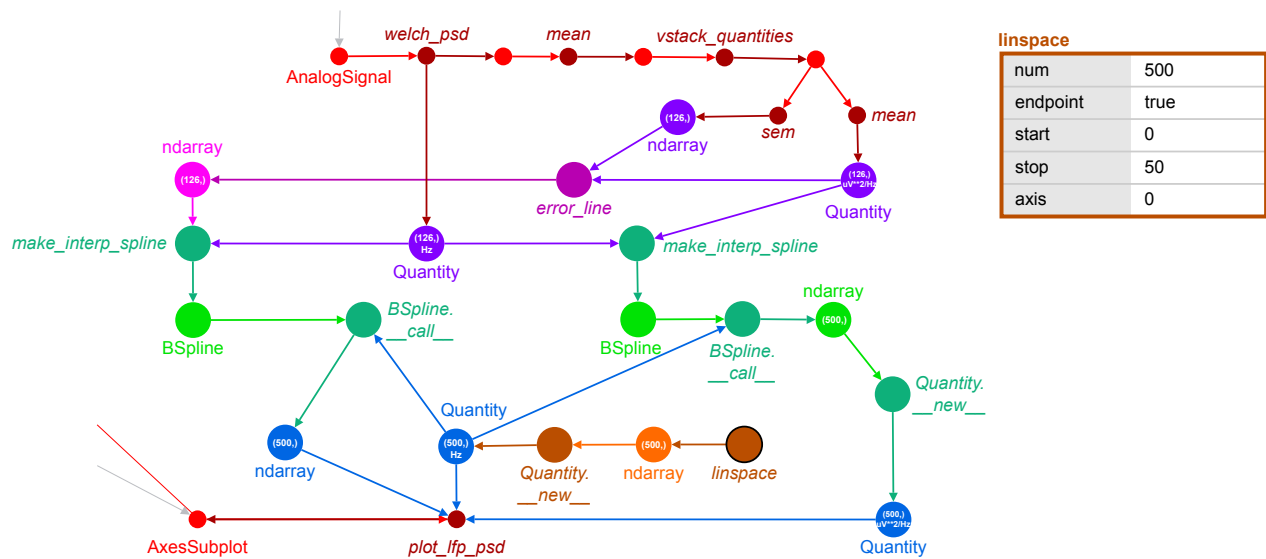 welch_psd
mean
vstack_quantities
AnalogSignal
linspace
num 500
endpoint true
start 0
stop 50
axis 0
(126,)
ndarray
sem
mean
ndarray
(126,)
error_line
(126,)
uV**2/Hz
Quantity
make_interp_spline
(126,)
Hz
Quantity
make_interp_spline
BSpline
BSpline.
__call__
BSpline
BSpline.
__call__
ndarray
(500,)
Quantity.
__new__
Quantity
(500,)
ndarray
(500,)
Hz
Quantity.
__new__
(500,)
ndarray
linspace
AxesSubplot
plot_lfp_psd
(500,)
uV**2/Hz
Quantity